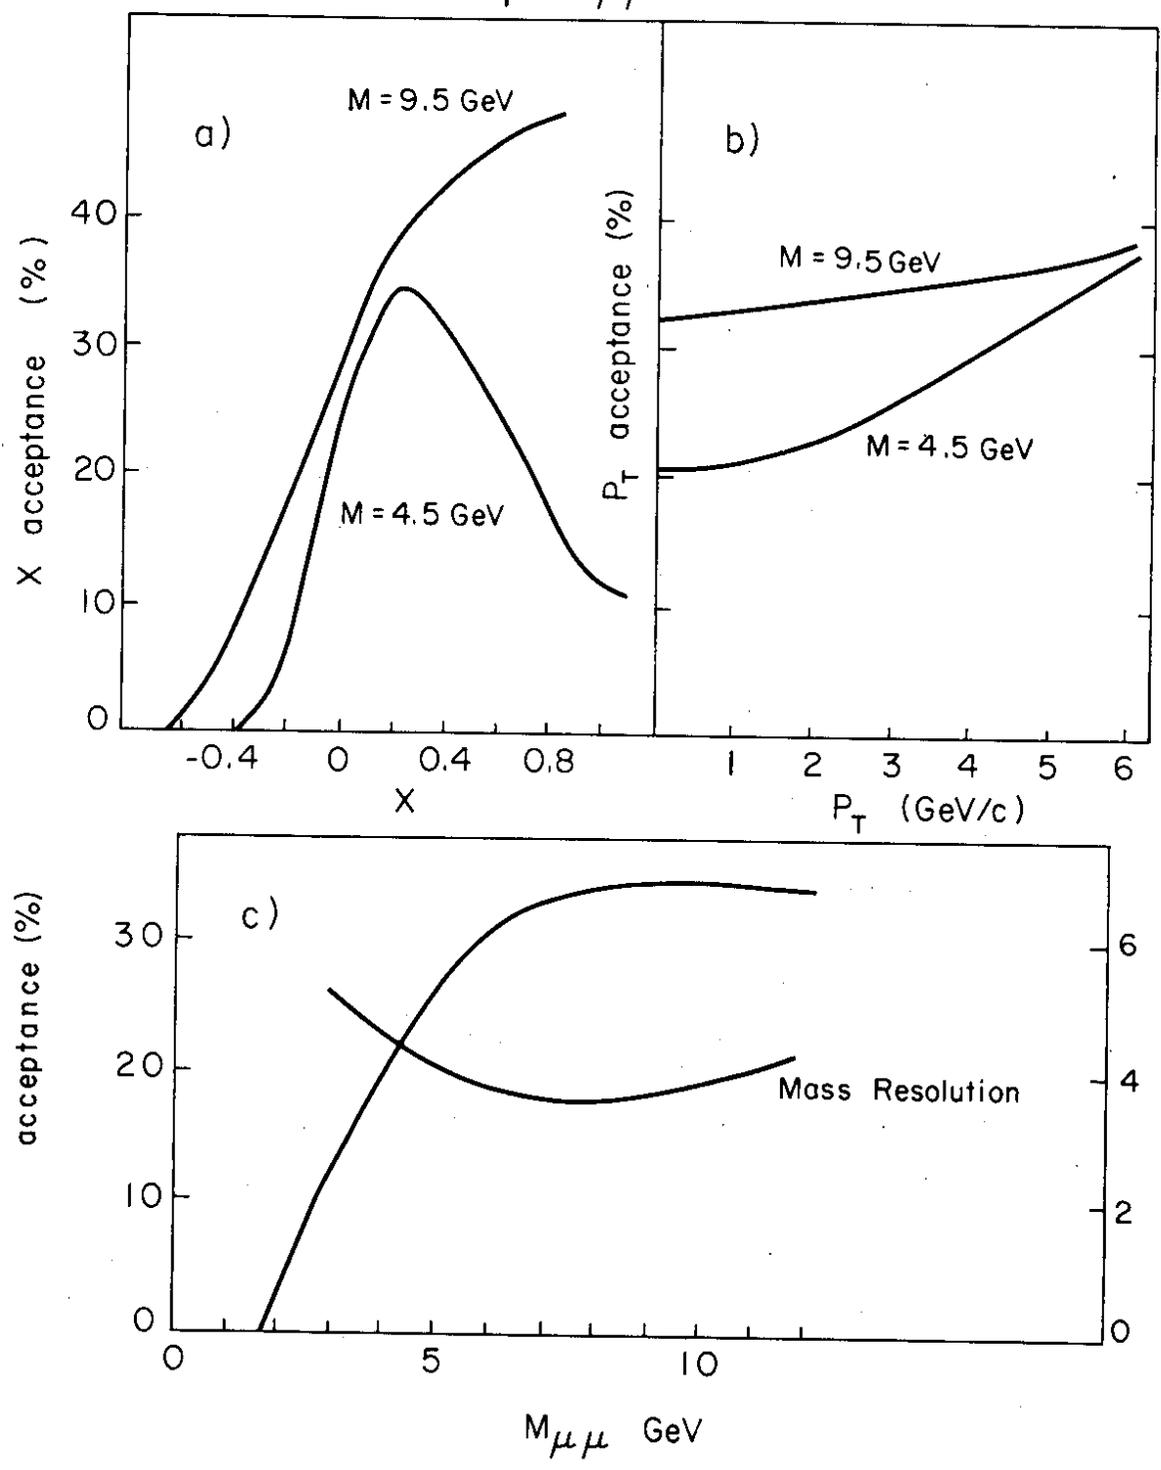 M = 9.5 GeV
a)
40
30
20
10
0
X acceptance (%)
M = 4.5 GeV
-0.4 0 0.4 0.8
X
b)
P_T acceptance (%)
M = 9.5 GeV
M = 4.5 GeV
1 2 3 4 5 6
P_T (GeV/c)
c)
acceptance (%)
30
20
10
0
6
4
2
0
Mass Resolution
0 5 10
M_μμ GeV